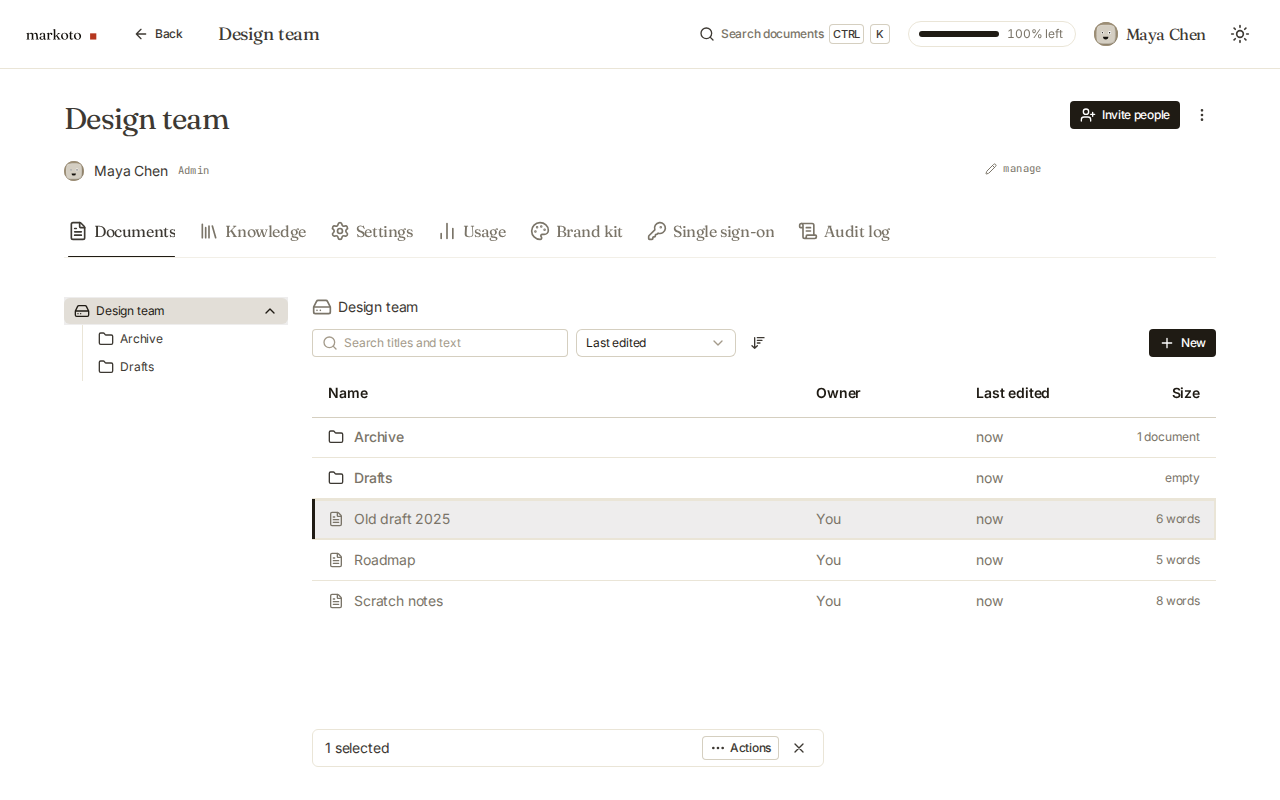 markoto
Back
Design team
Search documents CTRL K
100% left
Maya Chen
Design team
Invite people
Maya Chen Admin
manage
Documents
Knowledge
Settings
Usage
Brand kit
Single sign-on
Audit log
Design team
Archive
Drafts
Design team
Search titles and text
Last edited
New
Name Owner Last edited Size
Archive now 1 document
Drafts now empty
Old draft 2025 You now 6 words
Roadmap You now 5 words
Scratch notes You now 8 words
1 selected
Actions